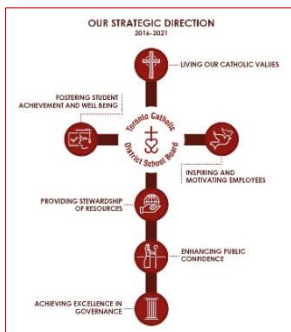 OUR STRATEGIC DIRECTION
2016-2021
LIVING OUR CATHOLIC VALUES
FOSTERING STUDENT
ACHIEVEMENT AND WELL BEING
Toronto Catholic
District School Board
INSPIRING AND
MOTIVATING EMPLOYEES
PROVIDING STEWARDSHIP
OF RESOURCES
ENHANCING PUBLIC
CONFIDENCE
ACHIEVING EXCELLENCE IN
GOVERNANCE